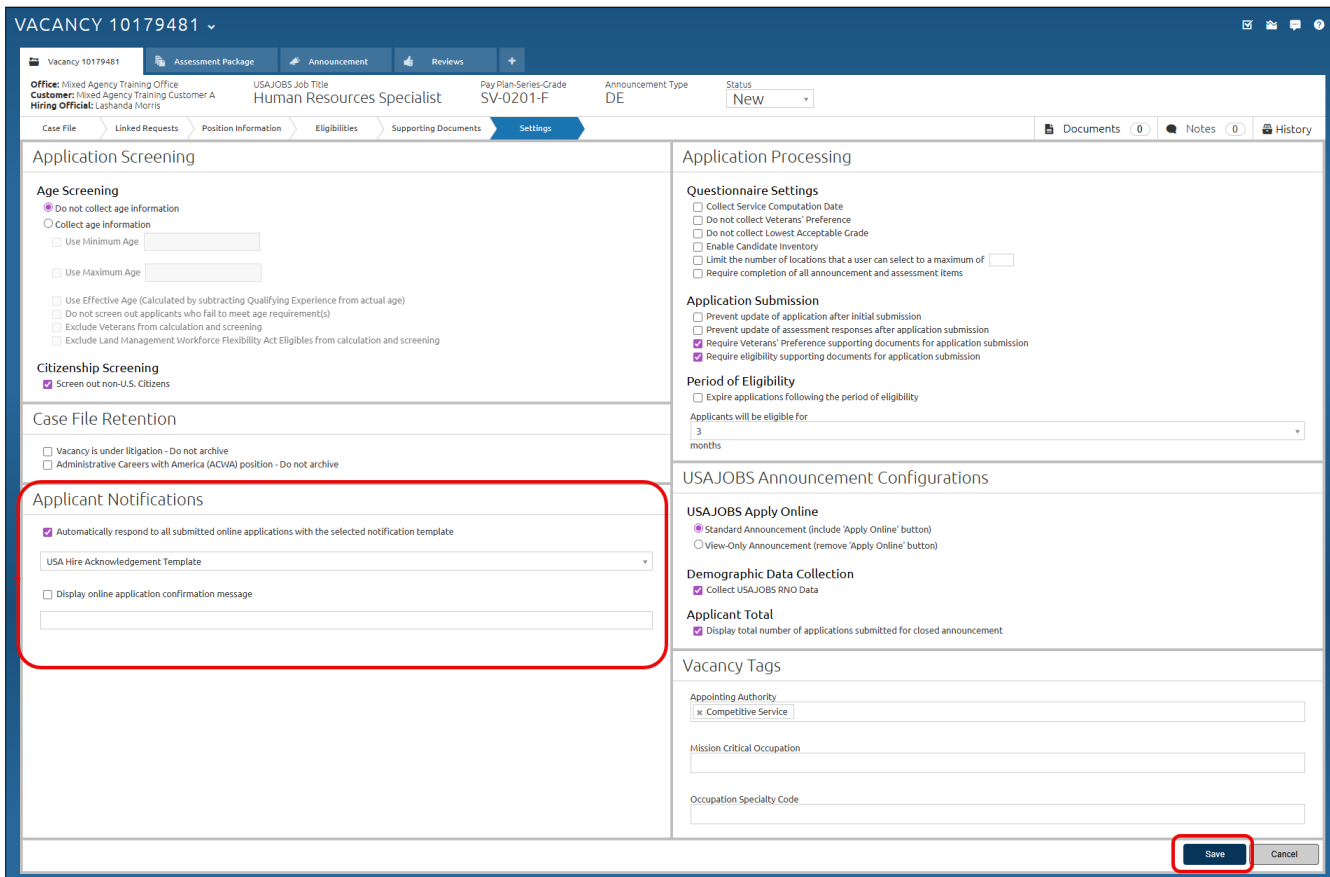 VACANCY 10179481
Vacancy 10179481
Assessment Package
Announcement
Reviews
+
Office: Mixed Agency Training Office
Customer: Mixed Agency Training Customer A
Hiring Official: Lashanda Morris
USAJOBS Job Title
Human Resources Specialist
Pay Plan-Series-Grade
SV-0201-F
Announcement Type
DE
Status
New
Case File
Linked Requests
Position Information
Eligibilities
Supporting Documents
Settings
Documents 0
Notes 0
History
Application Screening
Age Screening
Do not collect age information
Collect age information
Use Minimum Age
Use Maximum Age
Use Effective Age (Calculated by subtracting Qualifying Experience from actual age)
Do not screen out applicants who fail to meet age requirement(s)
Exclude Veterans from calculation and screening
Exclude Land Management Workforce Flexibility Act Eligibles from calculation and screening
Citizenship Screening
Screen out non-U.S. Citizens
Case File Retention
Vacancy is under litigation - Do not archive
Administrative Careers with America (ACWA) position - Do not archive
Applicant Notifications
Automatically respond to all submitted online applications with the selected notification template
USA Hire Acknowledgement Template
Display online application confirmation message
Application Processing
Questionnaire Settings
Collect Service Computation Date
Do not collect Veterans' Preference
Do not collect Lowest Acceptable Grade
Enable Candidate Inventory
Limit the number of locations that a user can select to a maximum of
Require completion of all announcement and assessment items
Application Submission
Prevent update of application after initial submission
Prevent update of assessment responses after application submission
Require Veterans' Preference supporting documents for application submission
Require eligibility supporting documents for application submission
Period of Eligibility
Expire applications following the period of eligibility
Applicants will be eligible for
3
months
USAJOBS Announcement Configurations
USAJOBS Apply Online
Standard Announcement (include 'Apply Online' button)
View-Only Announcement (remove 'Apply Online' button)
Demographic Data Collection
Collect USAJOBS RNO Data
Applicant Total
Display total number of applications submitted for closed announcement
Vacancy Tags
Appointing Authority
× Competitive Service
Mission Critical Occupation
Occupation Specialty Code
Save
Cancel